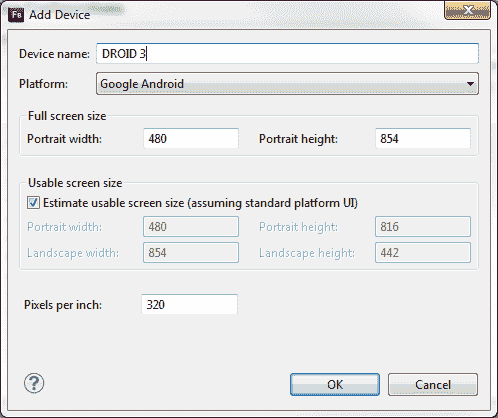 Fb Add Device
Device name: DROID 3
Platform: Google Android
Full screen size
Portrait width: 480 Portrait height: 854
Usable screen size
Estimate usable screen size (assuming standard platform UI)
Portrait width: 480 Portrait height: 816
Landscape width: 854 Landscape height: 442
Pixels per inch: 320
? OK Cancel